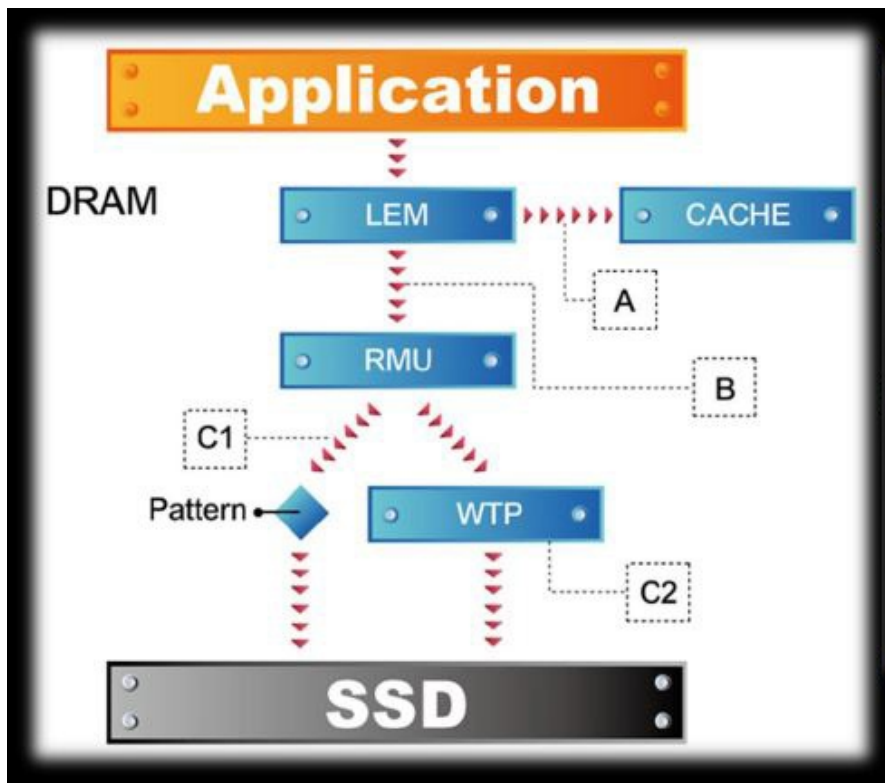 Application
DRAM
LEM
CACHE
A
RMU
B
C1
Pattern
WTP
C2
SSD